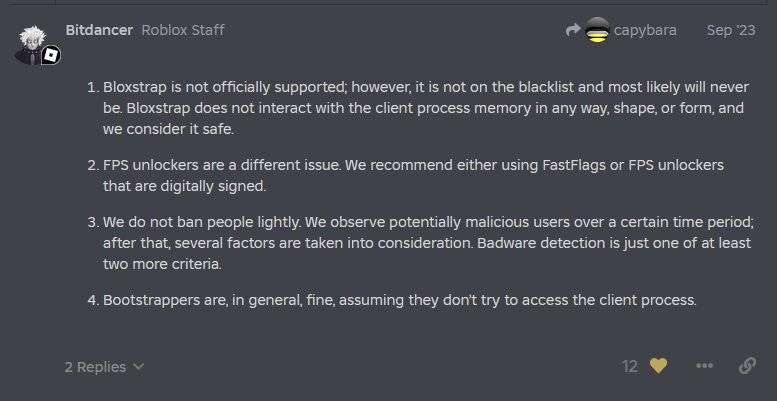 Bitdancer Roblox Staff capybara Sep '23
1. Bloxstrap is not officially supported; however, it is not on the blacklist and most likely will never
be. Bloxstrap does not interact with the client process memory in any way, shape, or form, and
we consider it safe.
2. FPS unlockers are a different issue. We recommend either using FastFlags or FPS unlockers
that are digitally signed.
3. We do not ban people lightly. We observe potentially malicious users over a certain time period;
after that, several factors are taken into consideration. Badware detection is just one of at least
two more criteria.
4. Bootstrappers are, in general, fine, assuming they don't try to access the client process.
2 Replies 12